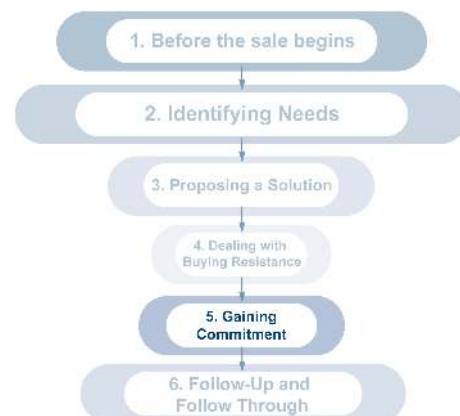 1. Before the sale begins
2. Identifying Needs
3. Proposing a Solution
4. Dealing with
Buying Resistance
5. Gaining
Commitment
6. Follow-Up and
Follow Through